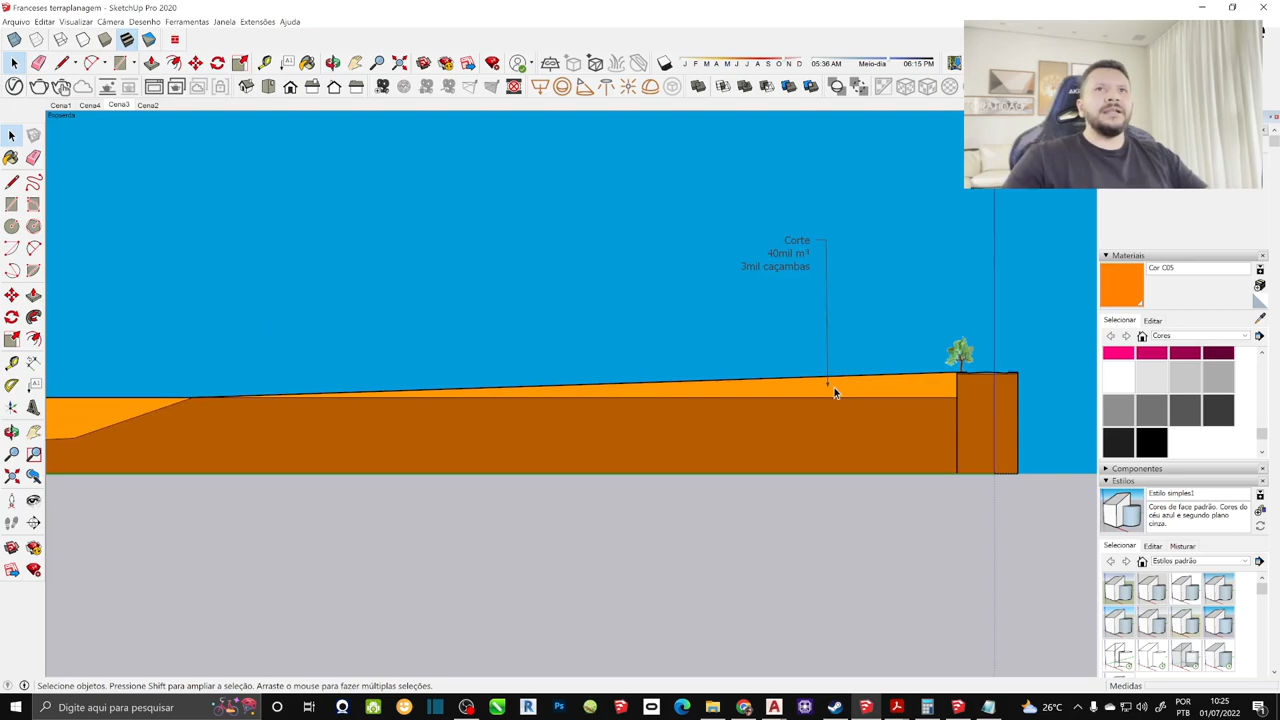 Franceses terraplanagem - SketchUp Pro 2020
Arquivo Editar Visualizar Câmera Desenho Ferramentas Janela Extensões Ajuda
J F M A M J J A S O N D 05:36 AM Meio-dia 06:15 PM
Cena1 Cena4 Cena3 Cena2
Esquerda
GRATIDÃO
Corte
40mil m³
3mil caçambas
Materiais
Cor C05
Selecionar Editar
Cores
Componentes
Estilos
Estilo simples1
Cores de face padrão. Cores do
céu azul e segundo plano
cinza.
Selecionar Editar Misturar
Estilos padrão
Selecione objetos. Pressione Shift para ampliar a seleção. Arraste o mouse para fazer múltiplas seleções.
Medidas
Digite aqui para pesquisar
26°C
POR
PTB
10:25
01/07/2022